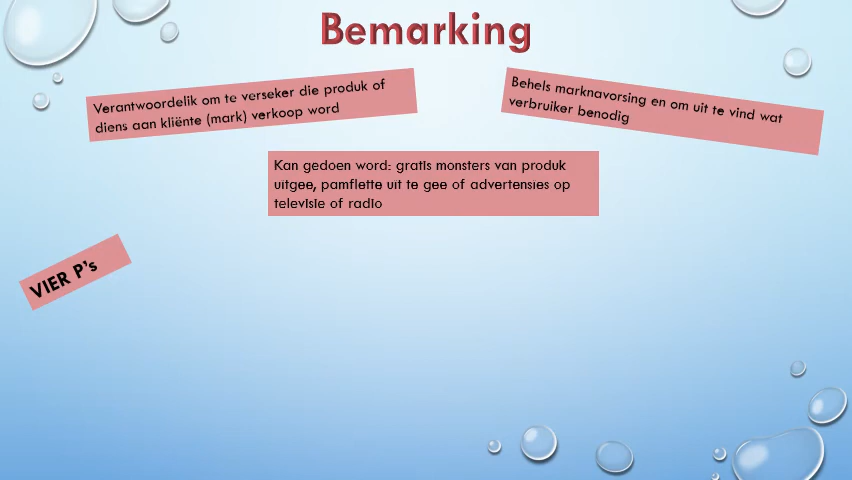 Bemarking
Verantwoordelik om te verseker die produk of
diens aan kliënte (mark) verkoop word
Behels marknavorsing en om uit te vind wat
verbruiker benodig
Kan gedoen word: gratis monsters van produk
uitgee, pamflette uit te gee of advertensies op
televisie of radio
VIER P's